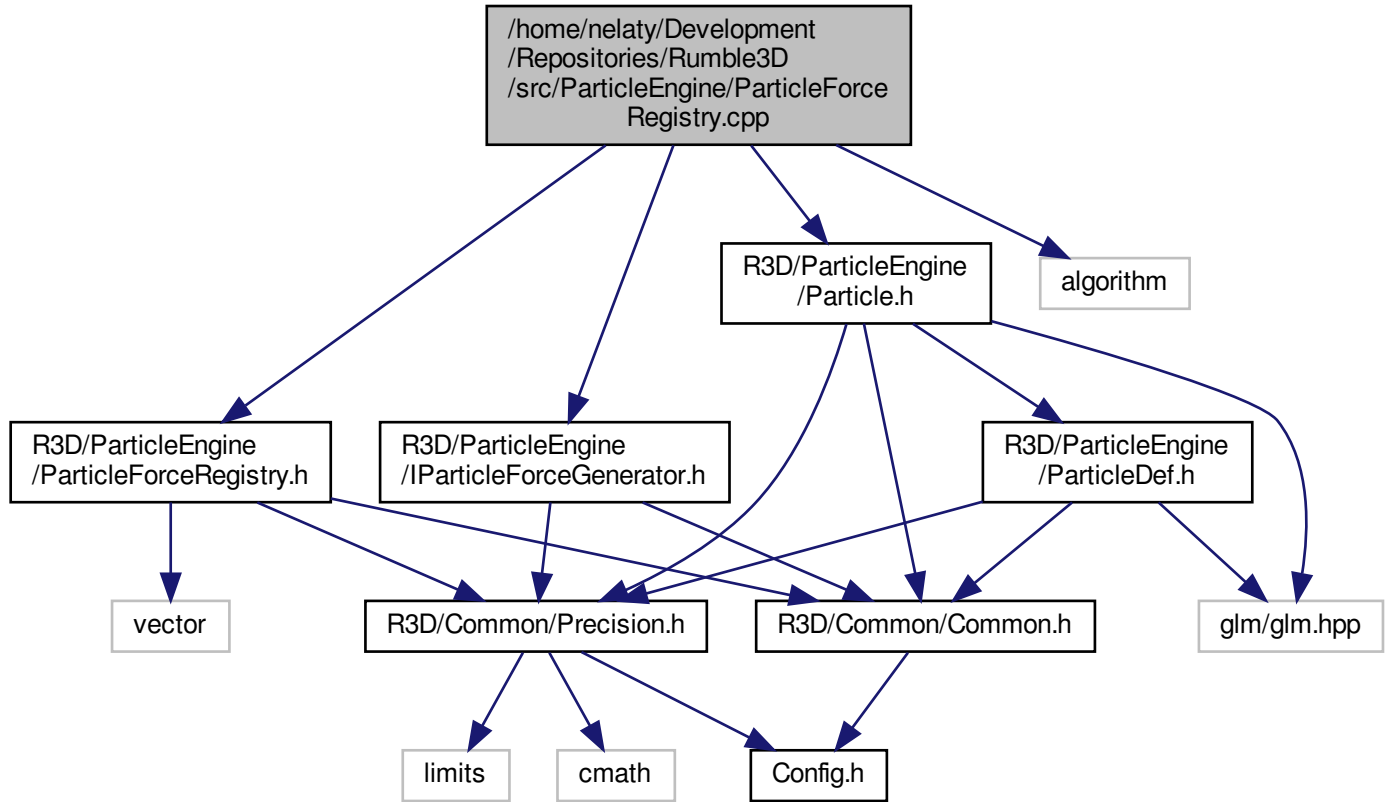 /home/nelaty/Development
/Repositories/Rumble3D
/src/ParticleEngine/ParticleForce
Registry.cpp
R3D/ParticleEngine
/Particle.h
algorithm
R3D/ParticleEngine
/ParticleForceRegistry.h
R3D/ParticleEngine
/IParticleForceGenerator.h
R3D/ParticleEngine
/ParticleDef.h
vector
R3D/Common/Precision.h
R3D/Common/Common.h
glm/glm.hpp
limits
cmath
Config.h